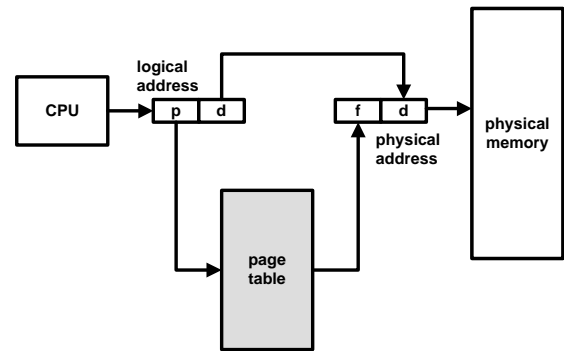 logical
address
CPU
p d
f d
physical
address
physical
memory
page
table